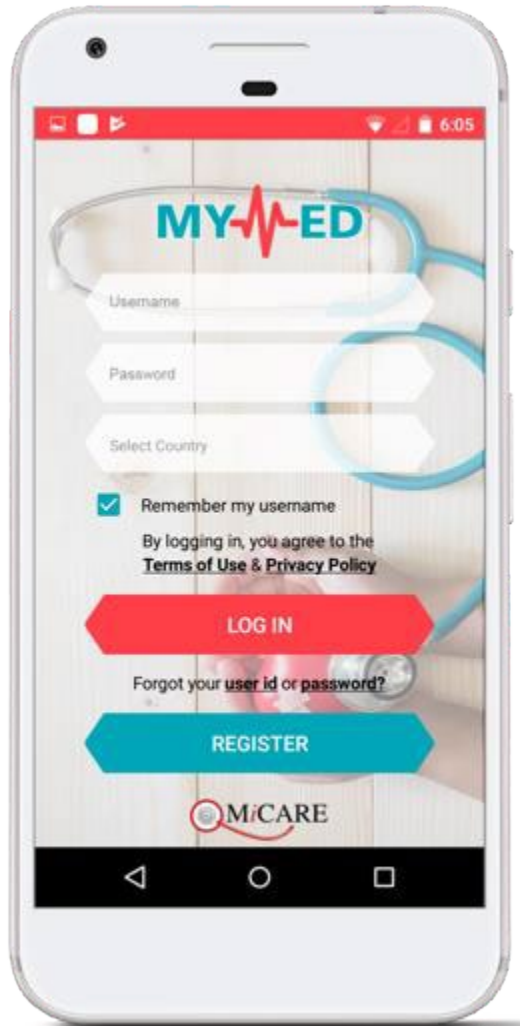 6:05
MY ED
Username
Password
Select Country
Remember my username
By logging in, you agree to the
Terms of Use & Privacy Policy
LOG IN
Forgot your user id or password?
REGISTER
MiCARE